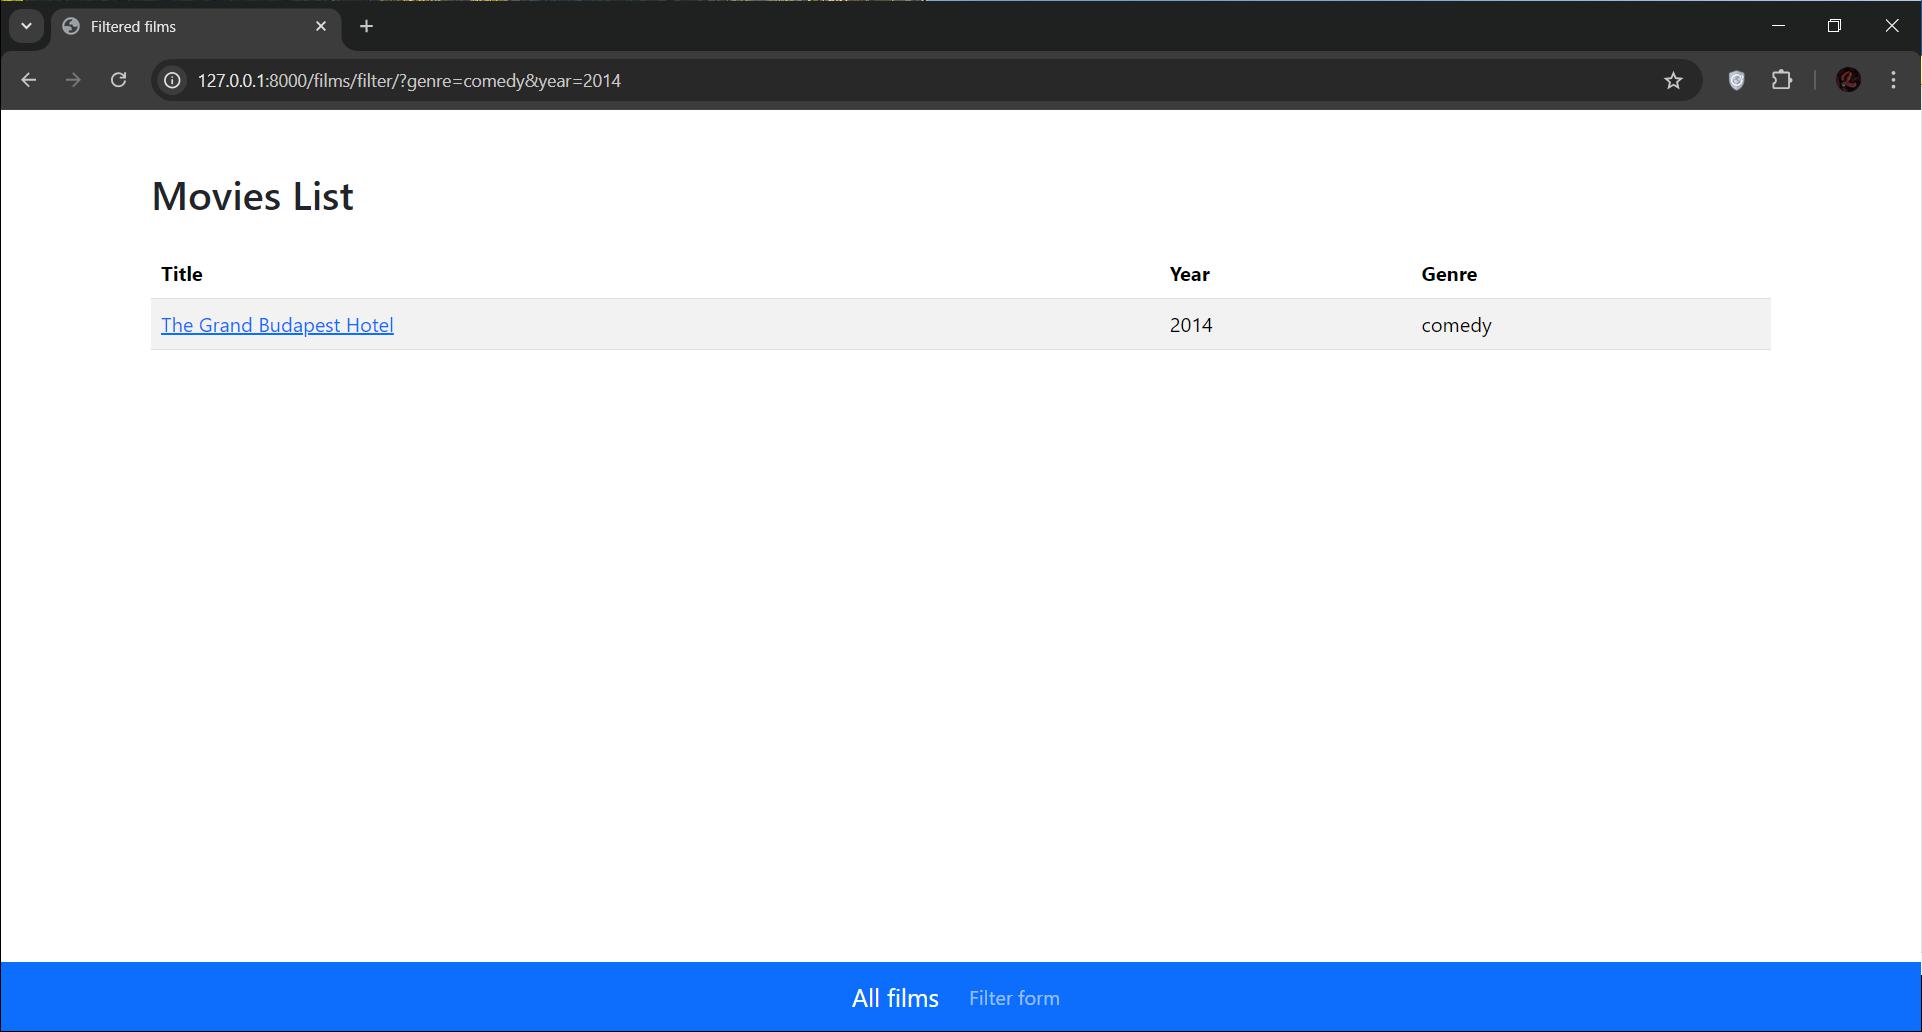 Filtered films
127.0.0.1:8000/films/filter/?genre=comedy&year=2014
Movies List
Title Year Genre
The Grand Budapest Hotel 2014 comedy
All films Filter form